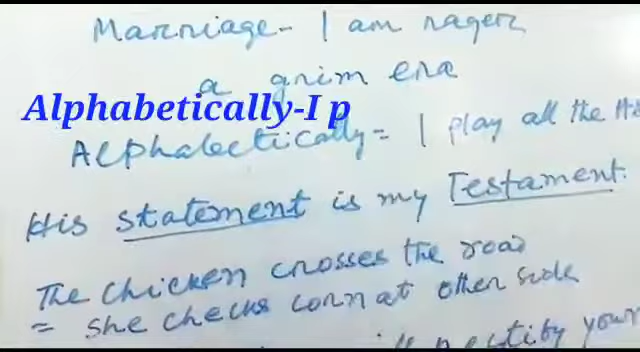 Marriage - I am rager
a grim era
Alphabetically-I p
Alphabetically = I play all the
His statement is my Testament.
The chicken crosses the road
= She checks corn at other side
your